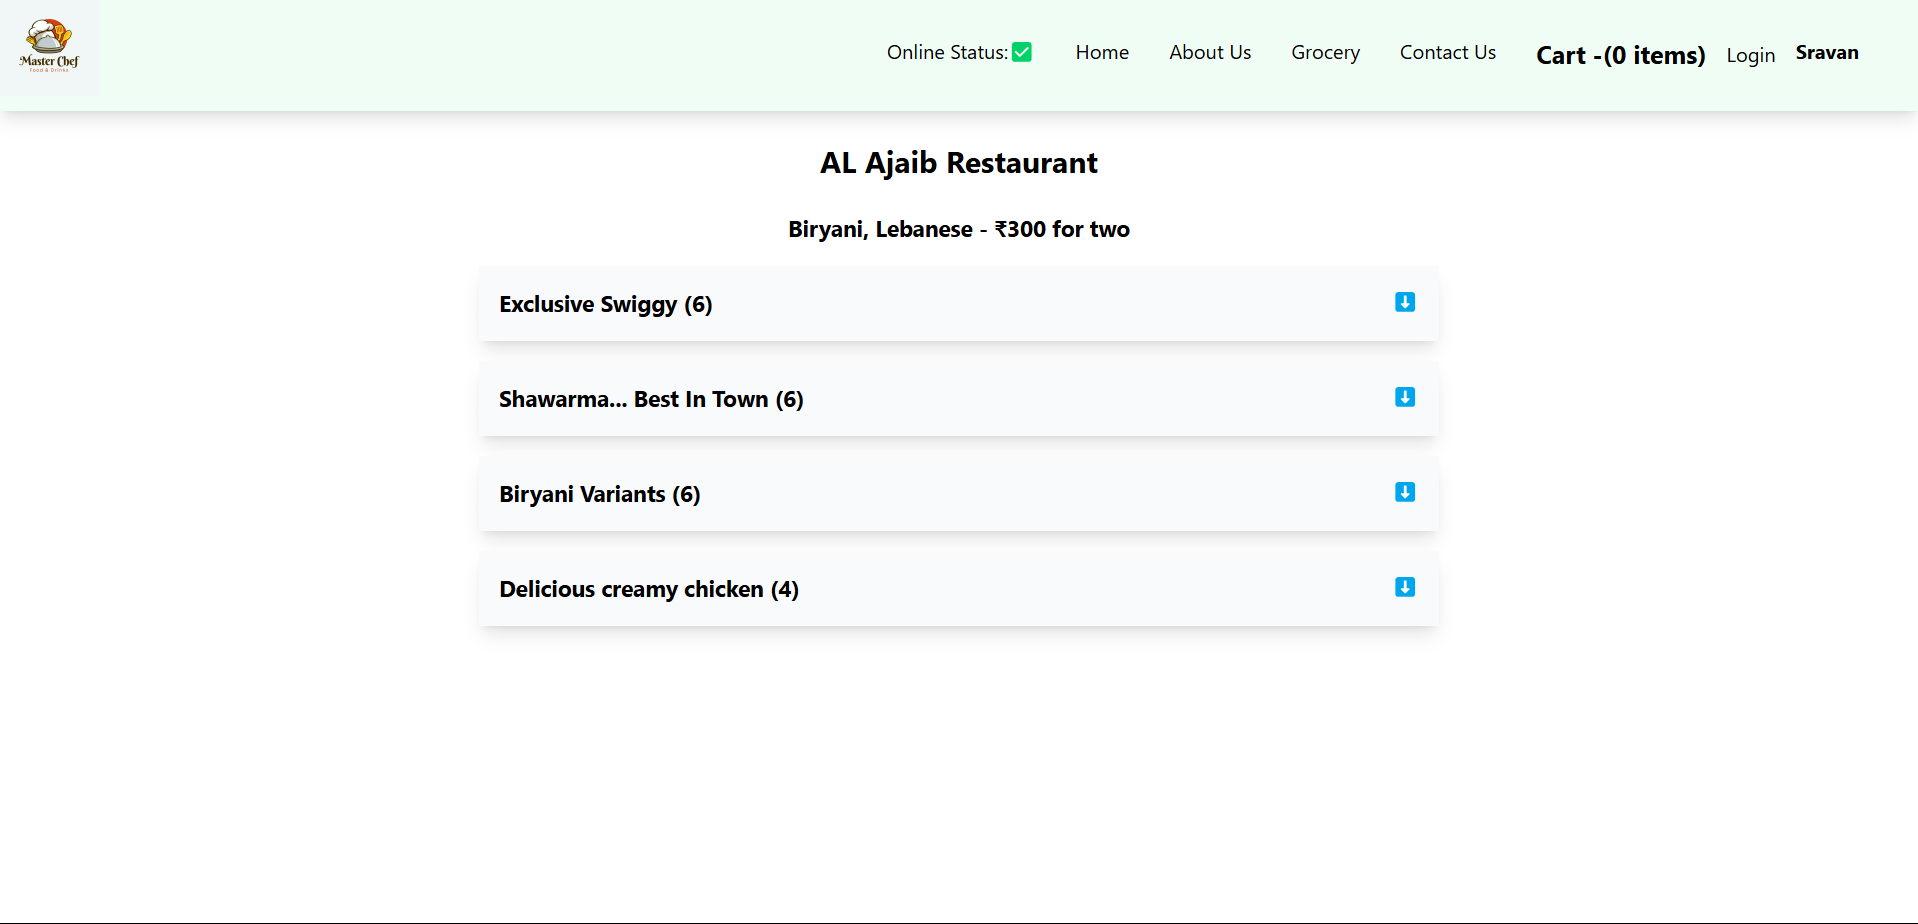 Master Chef
Food & Drinks
Online Status:✅ Home About Us Grocery Contact Us Cart -(0 items) Login Sravan
AL Ajaib Restaurant
Biryani, Lebanese - ₹300 for two
Exclusive Swiggy (6) ⬇️
Shawarma... Best In Town (6) ⬇️
Biryani Variants (6) ⬇️
Delicious creamy chicken (4) ⬇️